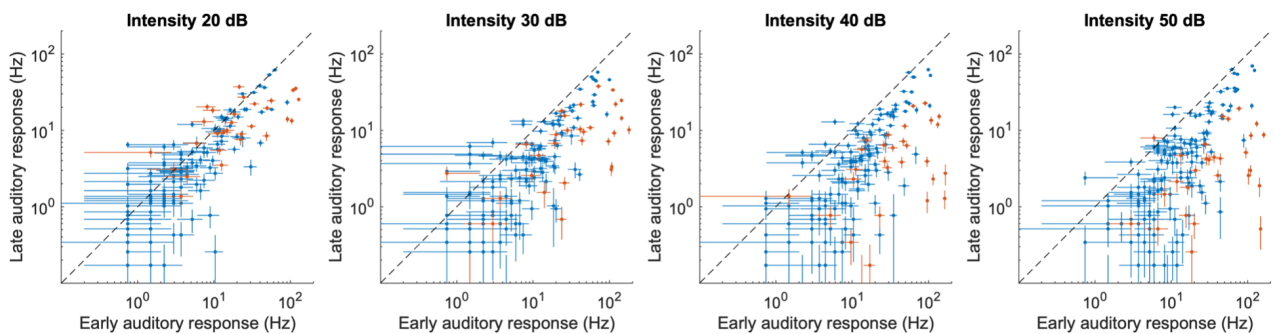 Intensity 20 dB
Late auditory response (Hz)
10²
10¹
10⁰
10⁰ 10¹ 10²
Early auditory response (Hz)
Intensity 30 dB
Late auditory response (Hz)
10²
10¹
10⁰
10⁰ 10¹ 10²
Early auditory response (Hz)
Intensity 40 dB
Late auditory response (Hz)
10²
10¹
10⁰
10⁰ 10¹ 10²
Early auditory response (Hz)
Intensity 50 dB
Late auditory response (Hz)
10²
10¹
10⁰
10⁰ 10¹ 10²
Early auditory response (Hz)